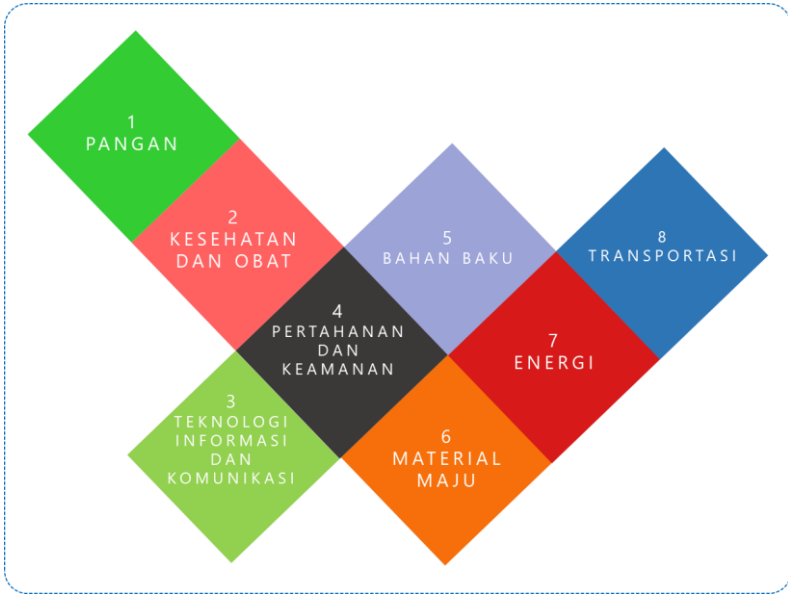 1
PANGAN
2
KESEHATAN
DAN OBAT
3
TEKNOLOGI
INFORMASI
DAN
KOMUNIKASI
4
PERTAHANAN
DAN
KEAMANAN
5
BAHAN BAKU
6
MATERIAL
MAJU
7
ENERGI
8
TRANSPORTASI